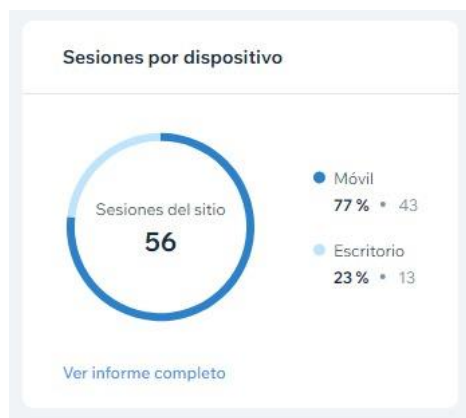 Sesiones por dispositivo
Sesiones del sitio
56
Móvil
77 % • 43
Escritorio
23 % • 13
Ver informe completo